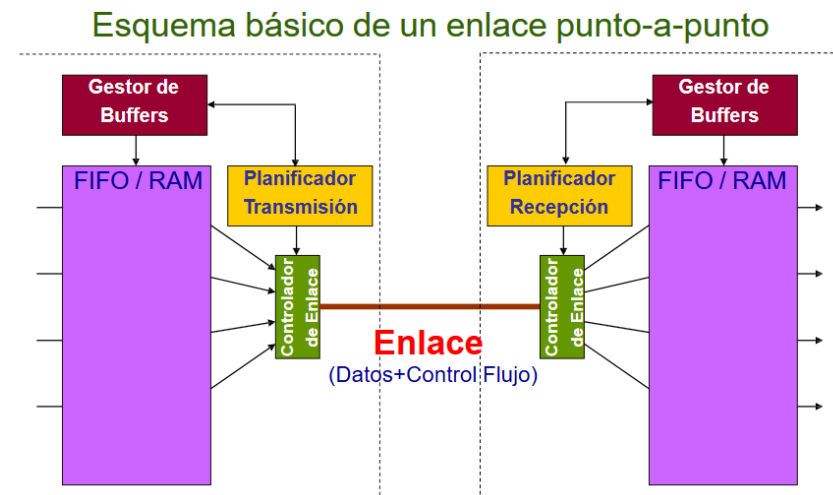 Esquema básico de un enlace punto-a-punto
Gestor de
Buffers
FIFO / RAM
Planificador
Transmisión
Controlador
de Enlace
Enlace
(Datos+Control Flujo)
Gestor de
Buffers
Planificador
Recepción
FIFO / RAM
Controlador
de Enlace